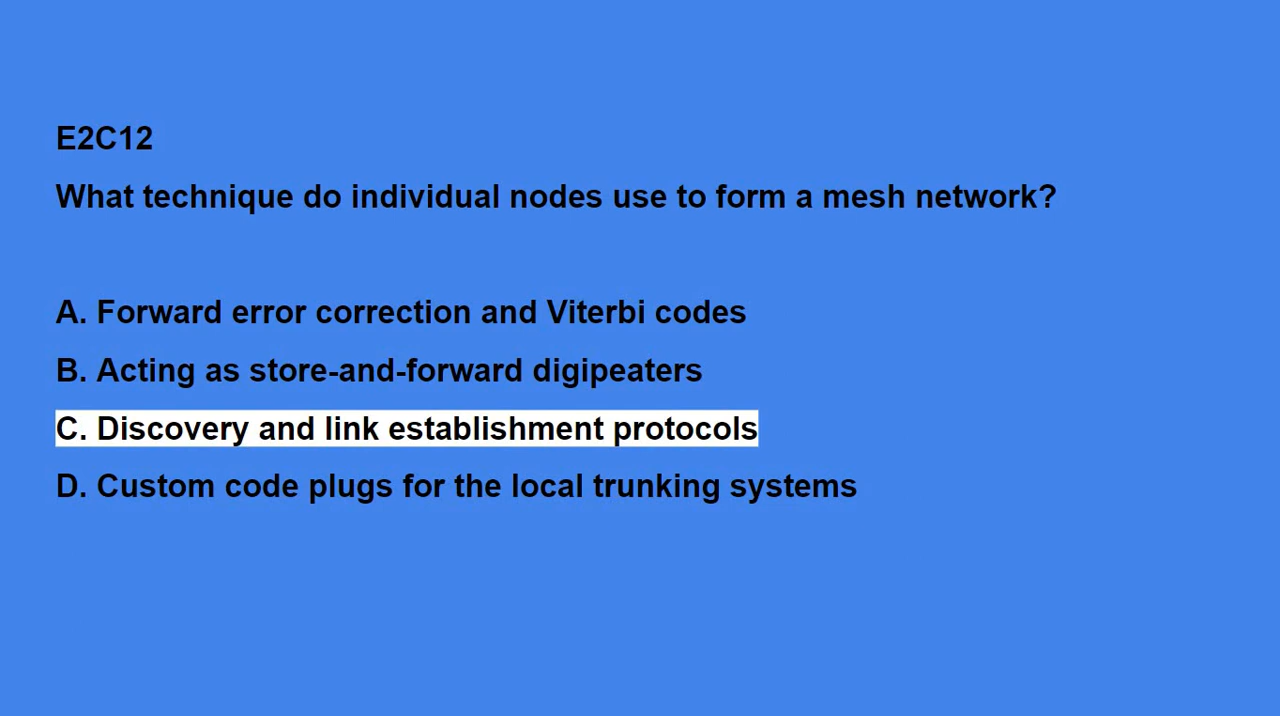 E2C12
What technique do individual nodes use to form a mesh network?
A. Forward error correction and Viterbi codes
B. Acting as store-and-forward digipeaters
C. Discovery and link establishment protocols
D. Custom code plugs for the local trunking systems